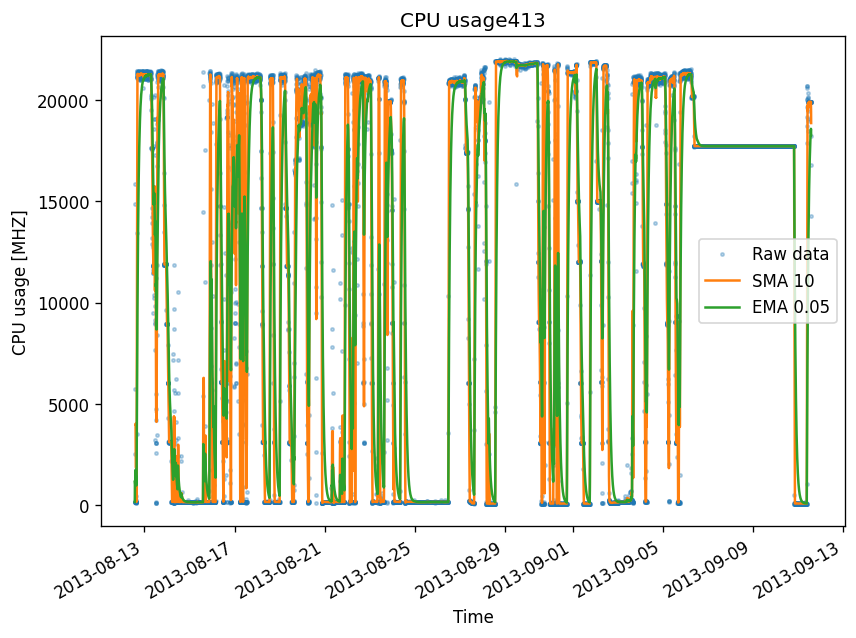 CPU usage413
CPU usage [MHZ]
20000
15000
10000
5000
0
Raw data
SMA 10
EMA 0.05
2013-08-13
2013-08-17
2013-08-21
2013-08-25
2013-08-29
2013-09-01
2013-09-05
2013-09-09
2013-09-13
Time